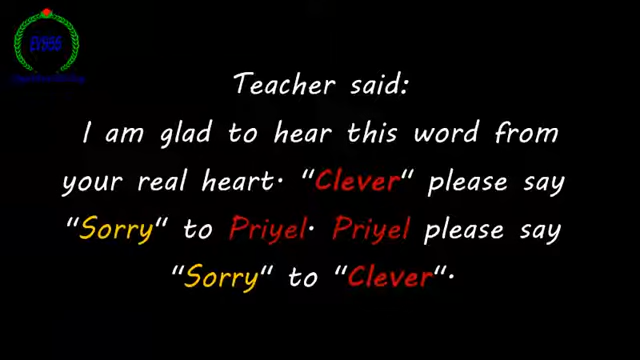 EVS55
Teacher said:
I am glad to hear this word from
your real heart. "Clever" please say
"Sorry" to Priyel. Priyel please say
"Sorry" to "Clever".